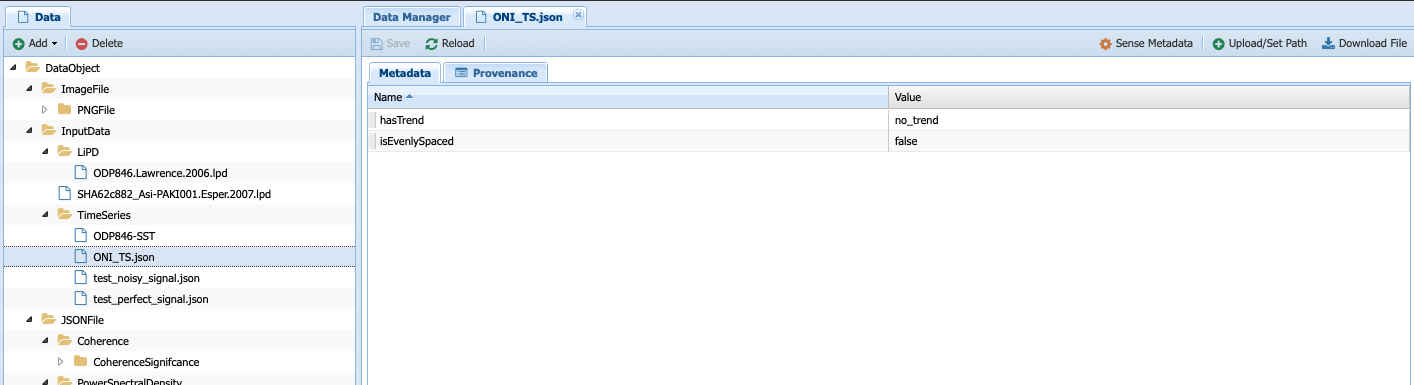 Data
Add
Delete
DataObject
ImageFile
PNGFile
InputData
LiPD
ODP846.Lawrence.2006.lpd
SHA62c882_Asi-PAKI001.Esper.2007.lpd
TimeSeries
ODP846-SST
ONI_TS.json
test_noisy_signal.json
test_perfect_signal.json
JSONFile
Coherence
CoherenceSignifcance
PowerSpectralDensity
Data Manager
ONI_TS.json
Save
Reload
Sense Metadata
Upload/Set Path
Download File
Metadata
Provenance
Name Value
hasTrend no_trend
isEvenlySpaced false